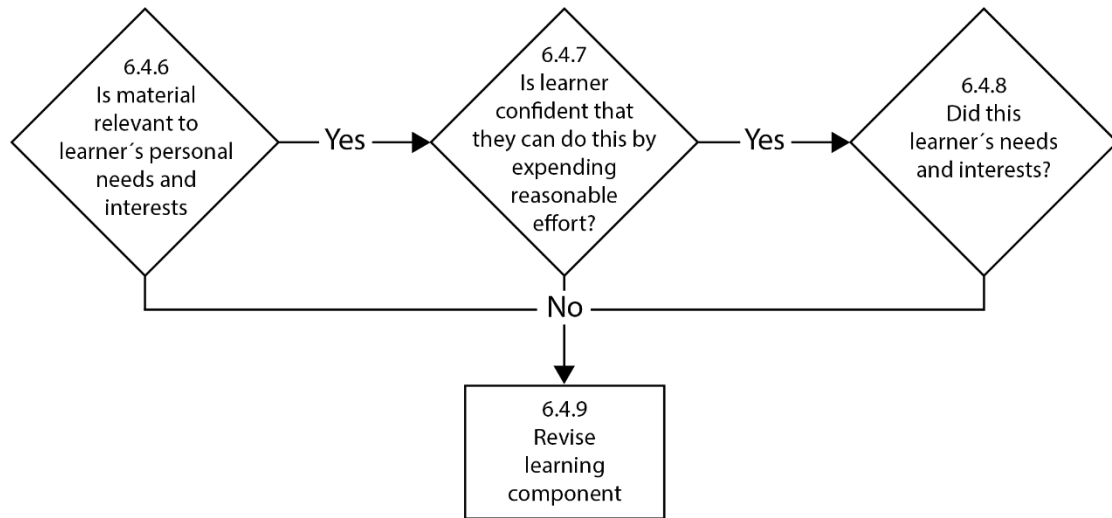 6.4.6
Is material
relevant to
learner´s personal
needs and
interests
Yes
6.4.7
Is learner
confident that
they can do this by
expending
reasonable
effort?
Yes
6.4.8
Did this
learner´s needs
and interests?
No
6.4.9
Revise
learning
component